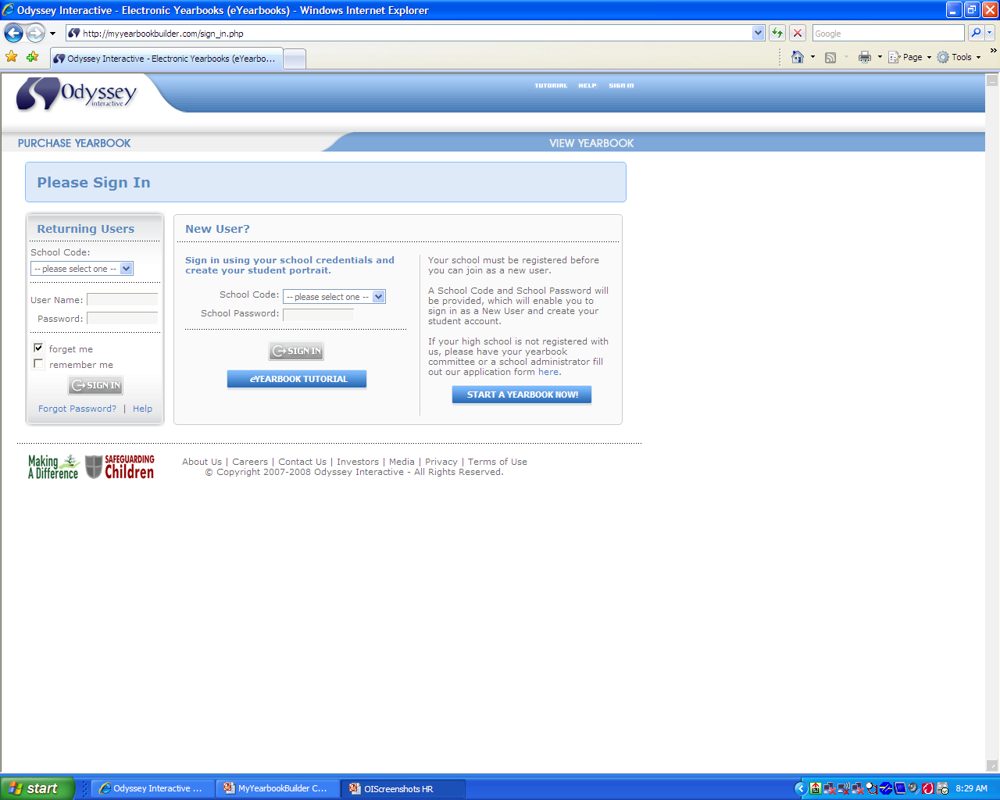 Odyssey Interactive - Electronic Yearbooks (eYearbooks) - Windows Internet Explorer
http://myyearbookbuilder.com/sign_in.php
Google
Odyssey Interactive - Electronic Yearbooks (eYearbo...
Page
Tools
Odyssey
interactive
TUTORIAL HELP SIGN IN
PURCHASE YEARBOOK
VIEW YEARBOOK
Please Sign In
Returning Users
School Code:
-- please select one --
User Name:
Password:
forget me
remember me
SIGN IN
Forgot Password? | Help
New User?
Sign in using your school credentials and
create your student portrait.
School Code: -- please select one --
School Password:
SIGN IN
eYEARBOOK TUTORIAL
Your school must be registered before
you can join as a new user.
A School Code and School Password will
be provided, which will enable you to
sign in as a New User and create your
student account.
If your high school is not registered with
us, please have your yearbook
committee or a school administrator fill
out our application form here.
START A YEARBOOK NOW!
Making
A Difference
SAFEGUARDING
Children
About Us | Careers | Contact Us | Investors | Media | Privacy | Terms of Use
© Copyright 2007-2008 Odyssey Interactive - All Rights Reserved.
start
Odyssey Interactive ...
MyYearbookBuilder C...
OIScreenshots HR
8:29 AM